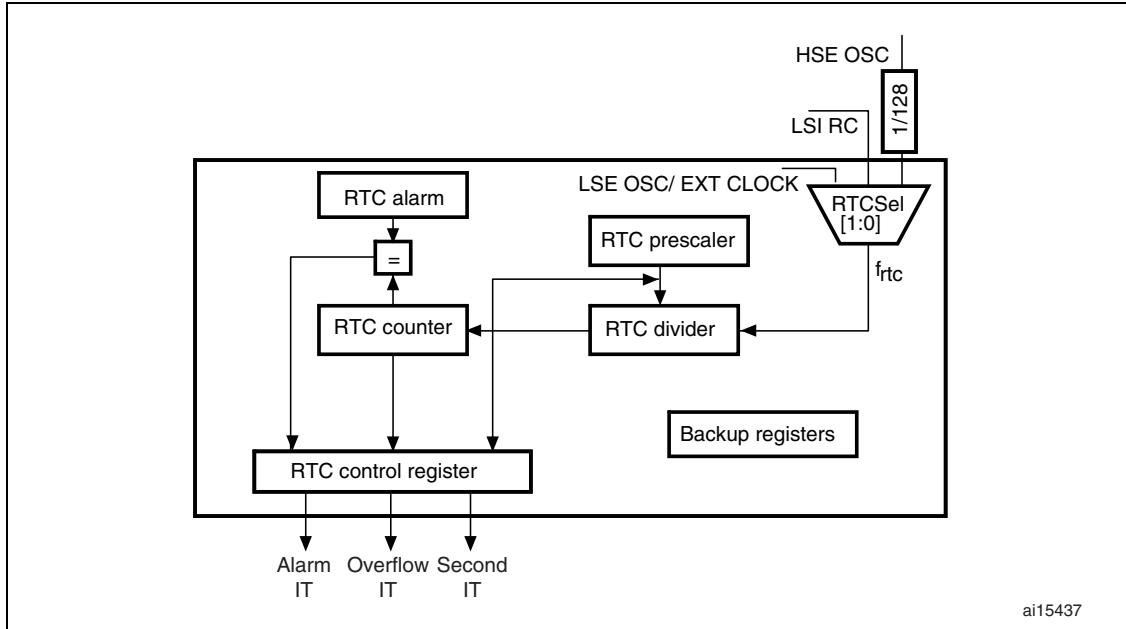 HSE OSC
1/128
LSI RC
LSE OSC/ EXT CLOCK
RTCSel
[1:0]
RTC alarm
RTC prescaler
=
frtc
RTC counter
RTC divider
Backup registers
RTC control register
Alarm
IT
Overflow
IT
Second
IT
ai15437